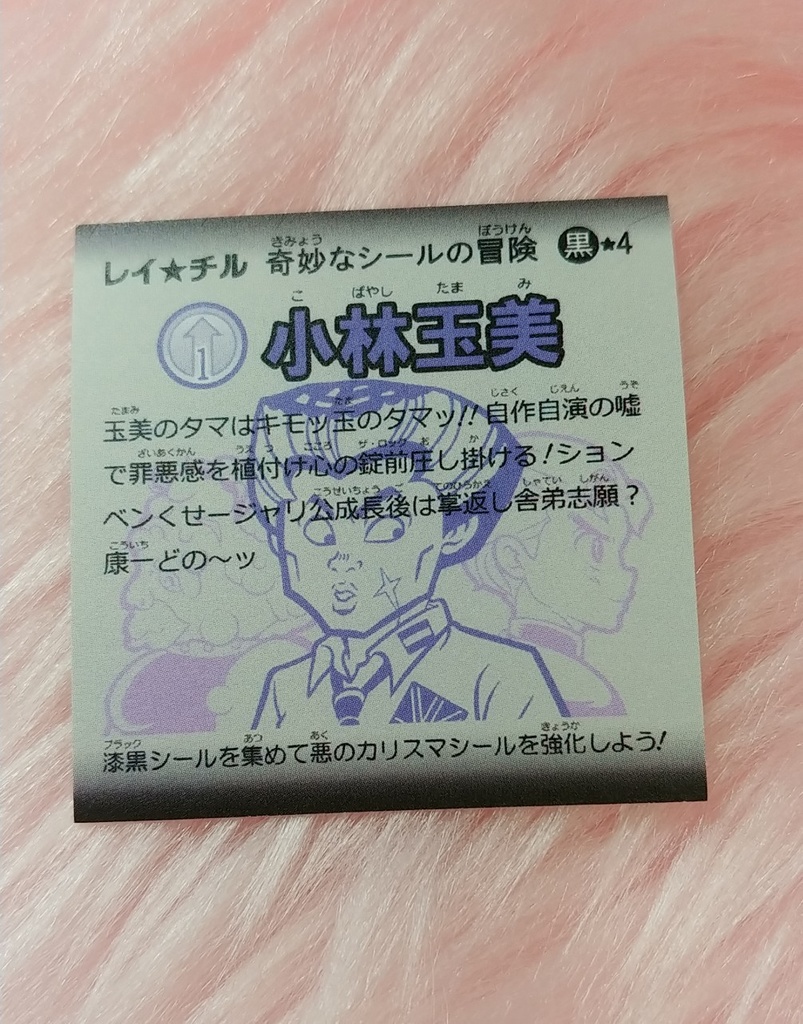 レイ★チル 奇妙なシールの冒険 黒★4
1 小林玉美
玉美のタマはキモッ玉のタマッ!! 自作自演の嘘
で罪悪感を植付け心の錠前圧し掛ける!ション
ベンくせージャリ公成長後は掌返し舎弟志願?
康一どの〜ッ
漆黒シールを集めて悪のカリスマシールを強化しよう!